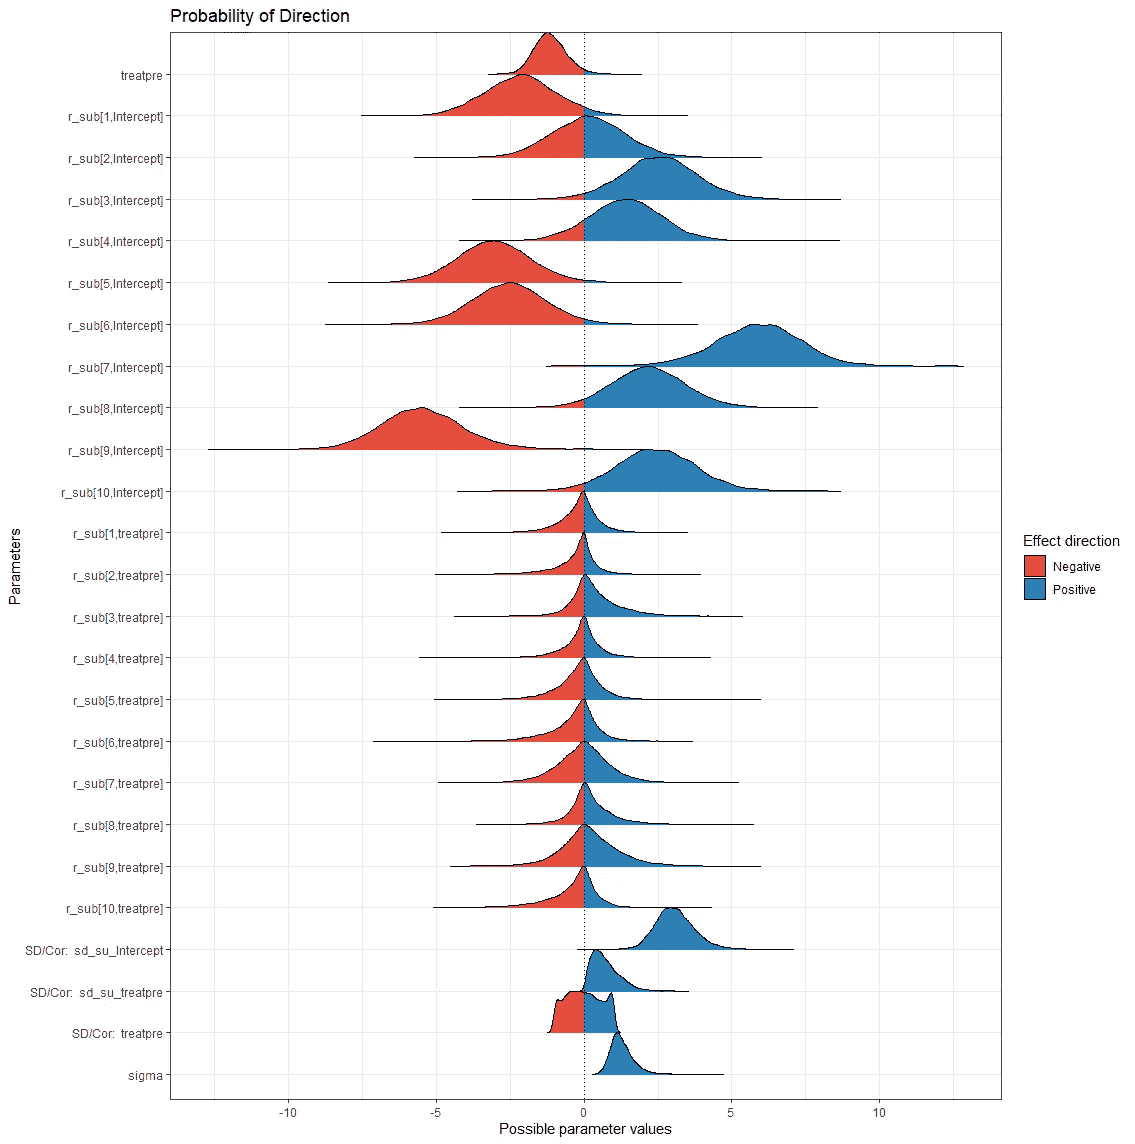 Probability of Direction
treatpre
r_sub[1,Intercept]
r_sub[2,Intercept]
r_sub[3,Intercept]
r_sub[4,Intercept]
r_sub[5,Intercept]
r_sub[6,Intercept]
r_sub[7,Intercept]
r_sub[8,Intercept]
r_sub[9,Intercept]
r_sub[10,Intercept]
r_sub[1,treatpre]
r_sub[2,treatpre]
r_sub[3,treatpre]
r_sub[4,treatpre]
r_sub[5,treatpre]
r_sub[6,treatpre]
r_sub[7,treatpre]
r_sub[8,treatpre]
r_sub[9,treatpre]
r_sub[10,treatpre]
SD/Cor: sd_su_Intercept
SD/Cor: sd_su_treatpre
SD/Cor: treatpre
sigma
Parameters
-10 -5 0 5 10
Possible parameter values
Effect direction
Negative
Positive